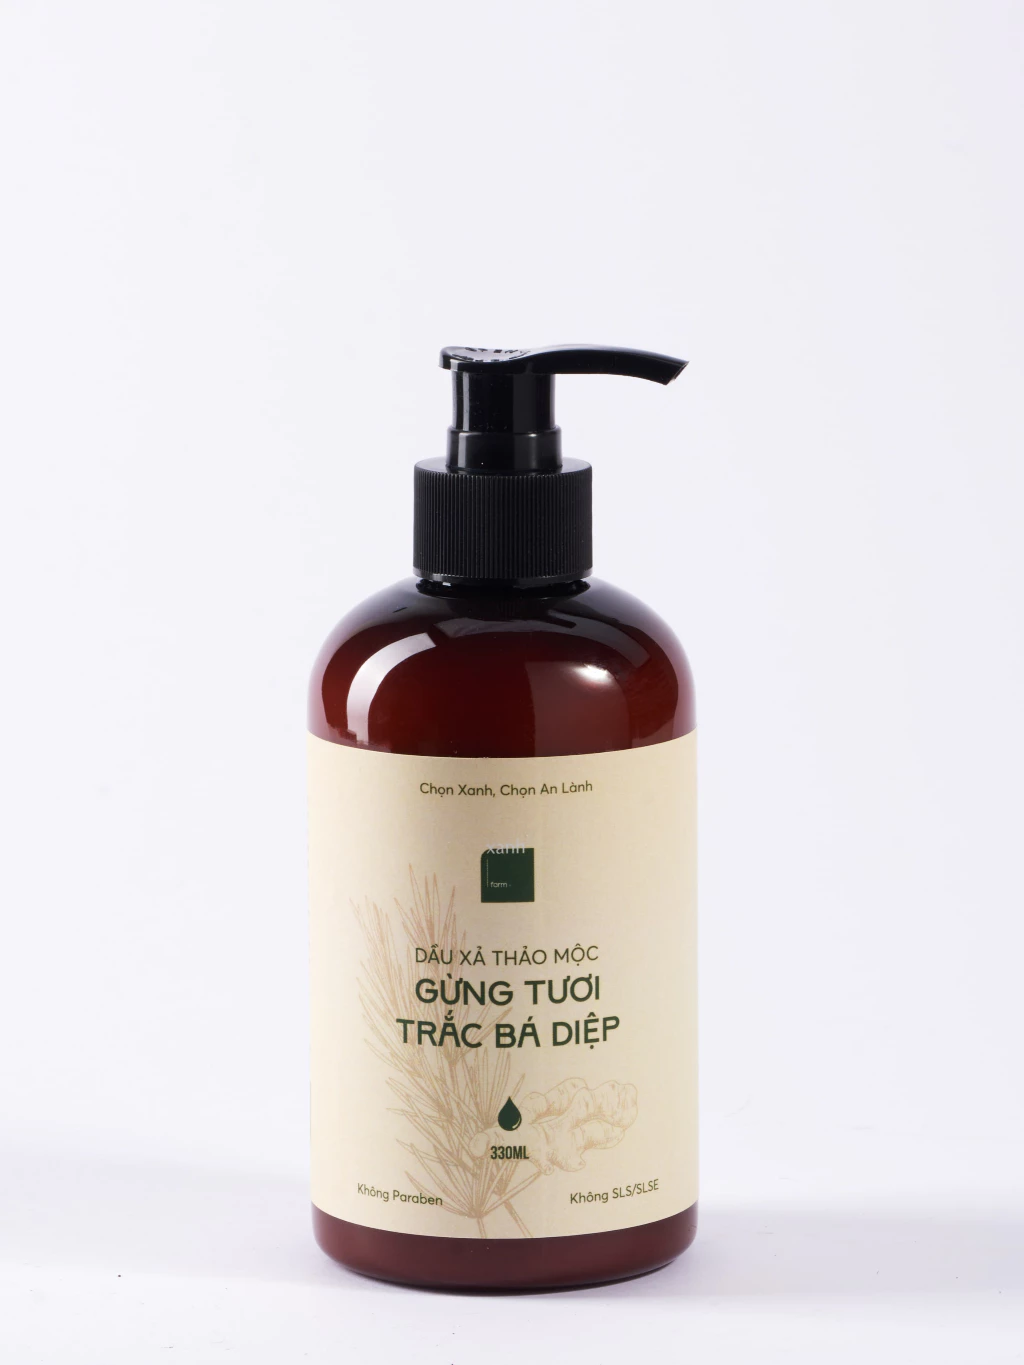 Chọn Xanh, Chọn An Lành
xanh
farm
DẦU XẢ THẢO MỘC
GỪNG TƯƠI
TRẮC BÁ DIỆP
330ML
Không Paraben
Không SLS/SLSE